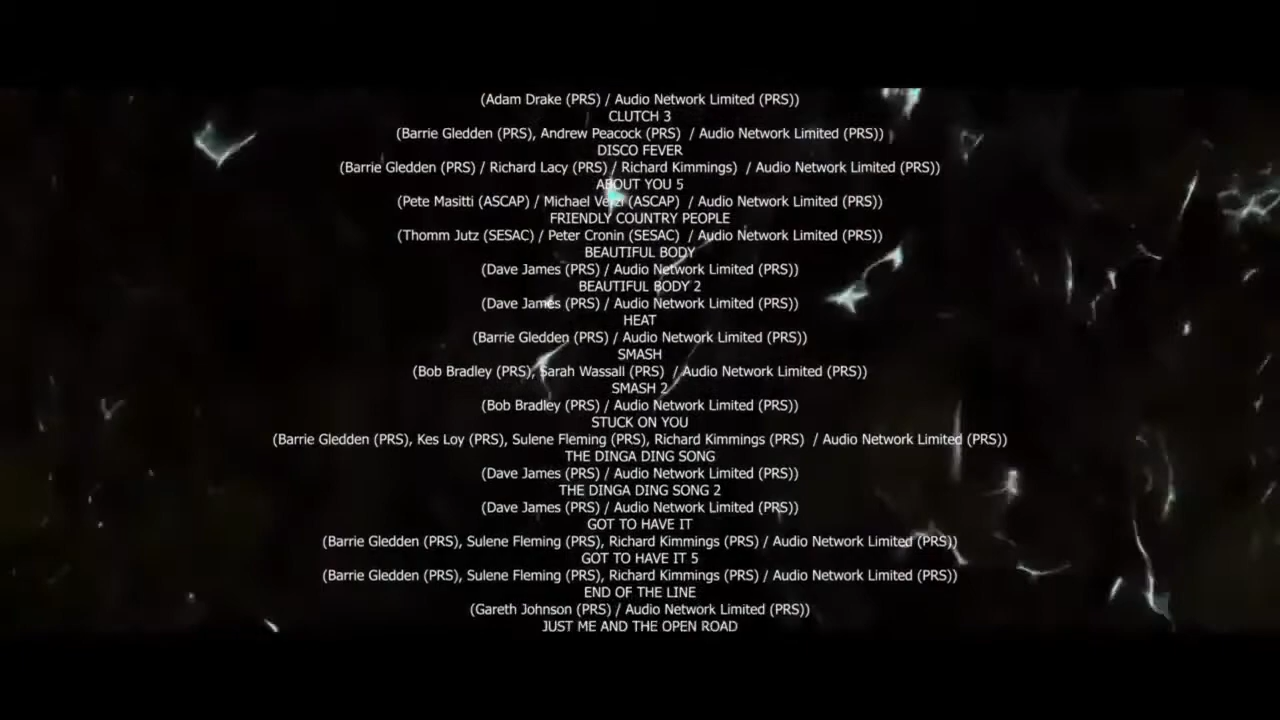 (Adam Drake (PRS) / Audio Network Limited (PRS))
CLUTCH 3
(Barrie Gledden (PRS), Andrew Peacock (PRS)  / Audio Network Limited (PRS))
DISCO FEVER
(Barrie Gledden (PRS) / Richard Lacy (PRS) / Richard Kimmings)  / Audio Network Limited (PRS))
ABOUT YOU 5
(Pete Masitti (ASCAP) / Michael Verzi (ASCAP)  / Audio Network Limited (PRS))
FRIENDLY COUNTRY PEOPLE
(Thomm Jutz (SESAC) / Peter Cronin (SESAC)  / Audio Network Limited (PRS))
BEAUTIFUL BODY
(Dave James (PRS) / Audio Network Limited (PRS))
BEAUTIFUL BODY 2
(Dave James (PRS) / Audio Network Limited (PRS))
HEAT
(Barrie Gledden (PRS) / Audio Network Limited (PRS))
SMASH
(Bob Bradley (PRS), Sarah Wassall (PRS)  / Audio Network Limited (PRS))
SMASH 2
(Bob Bradley (PRS) / Audio Network Limited (PRS))
STUCK ON YOU
(Barrie Gledden (PRS), Kes Loy (PRS), Sulene Fleming (PRS), Richard Kimmings (PRS)  / Audio Network Limited (PRS))
THE DINGA DING SONG
(Dave James (PRS) / Audio Network Limited (PRS))
THE DINGA DING SONG 2
(Dave James (PRS) / Audio Network Limited (PRS))
GOT TO HAVE IT
(Barrie Gledden (PRS), Sulene Fleming (PRS), Richard Kimmings (PRS) / Audio Network Limited (PRS))
GOT TO HAVE IT 5
(Barrie Gledden (PRS), Sulene Fleming (PRS), Richard Kimmings (PRS) / Audio Network Limited (PRS))
END OF THE LINE
(Gareth Johnson (PRS) / Audio Network Limited (PRS))
JUST ME AND THE OPEN ROAD